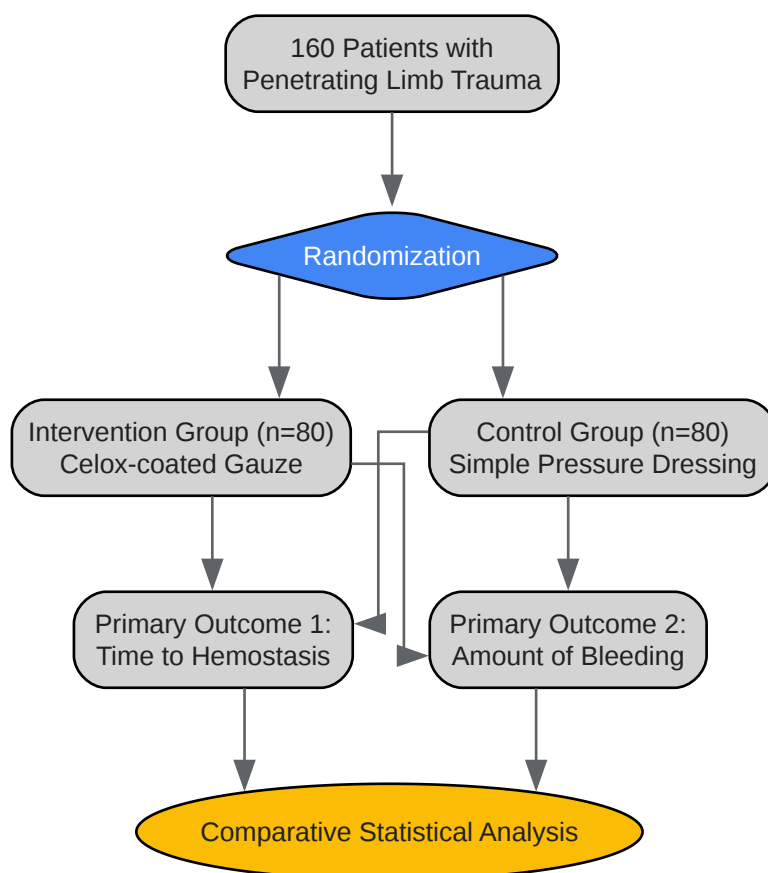 160 Patients with
Penetrating Limb Trauma
Randomization
Intervention Group (n=80)
Celox-coated Gauze
Control Group (n=80)
Simple Pressure Dressing
Primary Outcome 1:
Time to Hemostasis
Primary Outcome 2:
Amount of Bleeding
Comparative Statistical Analysis